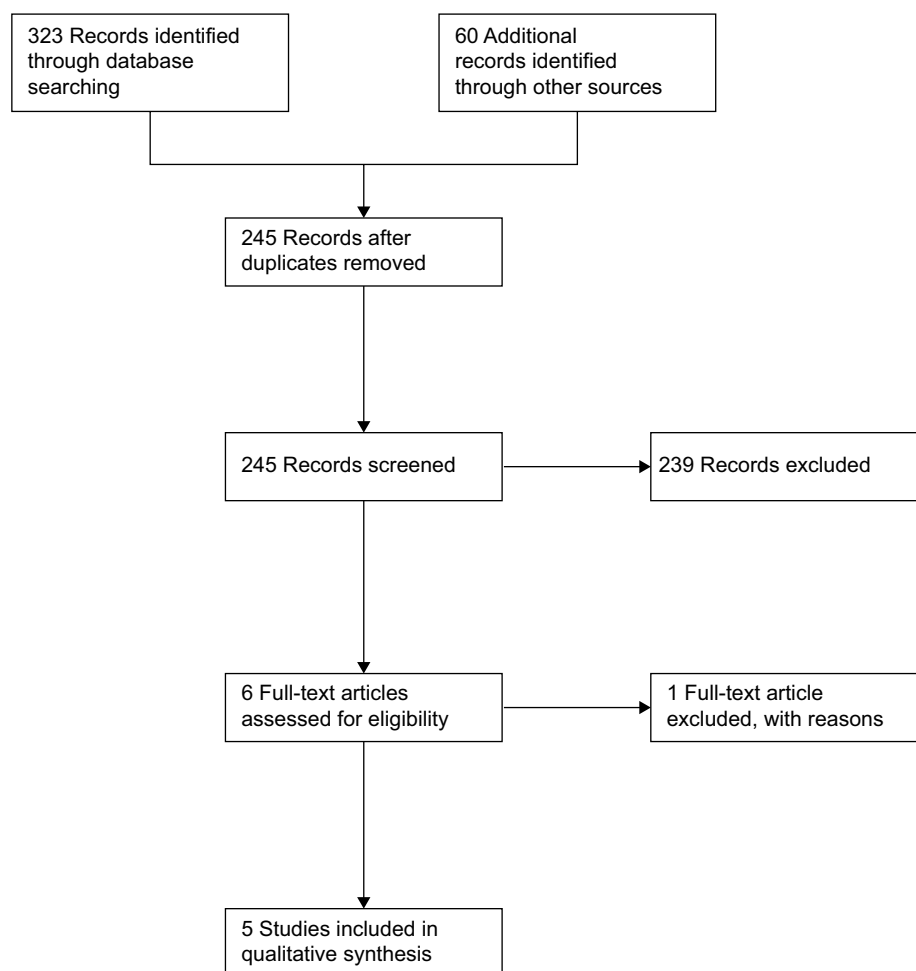 323 Records identified
through database
searching
60 Additional
records identified
through other sources
245 Records after
duplicates removed
245 Records screened
239 Records excluded
6 Full-text articles
assessed for eligibility
1 Full-text article
excluded, with reasons
5 Studies included in
qualitative synthesis